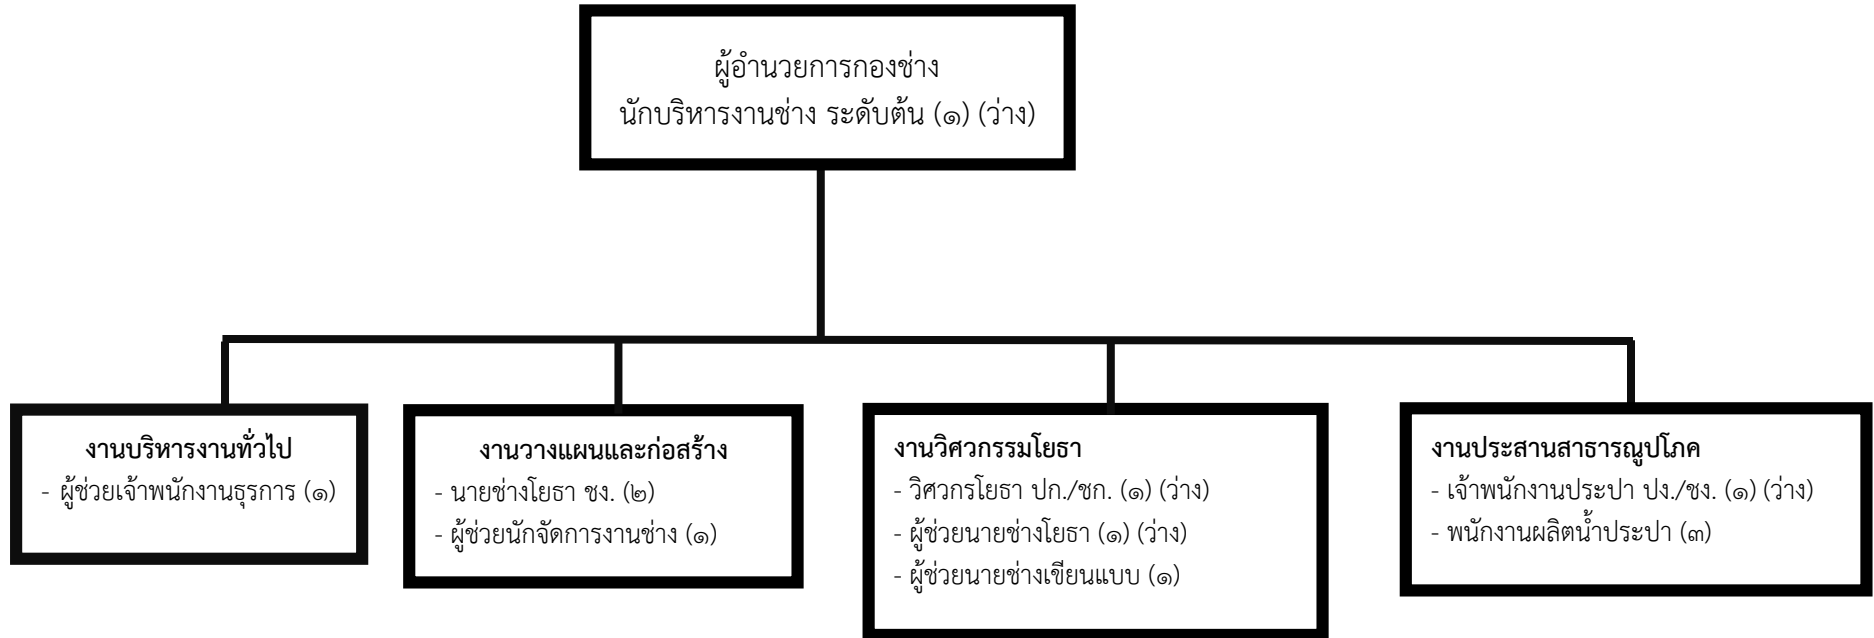 ผู้อำนวยการกองช่าง
นักบริหารงานช่าง ระดับต้น (๑) (ว่าง)
งานบริหารงานทั่วไป
- ผู้ช่วยเจ้าพนักงานธุรการ (๑)
งานวางแผนและก่อสร้าง
- นายช่างโยธา ชง. (๒)
- ผู้ช่วยนักจัดการงานช่าง (๑)
งานวิศวกรรมโยธา
- วิศวกรโยธา ปก./ชก. (๑) (ว่าง)
- ผู้ช่วยนายช่างโยธา (๑) (ว่าง)
- ผู้ช่วยนายช่างเขียนแบบ (๑)
งานประสานสาธารณูปโภค
- เจ้าพนักงานประปา ปง./ชง. (๑) (ว่าง)
- พนักงานผลิตน้ำประปา (๓)